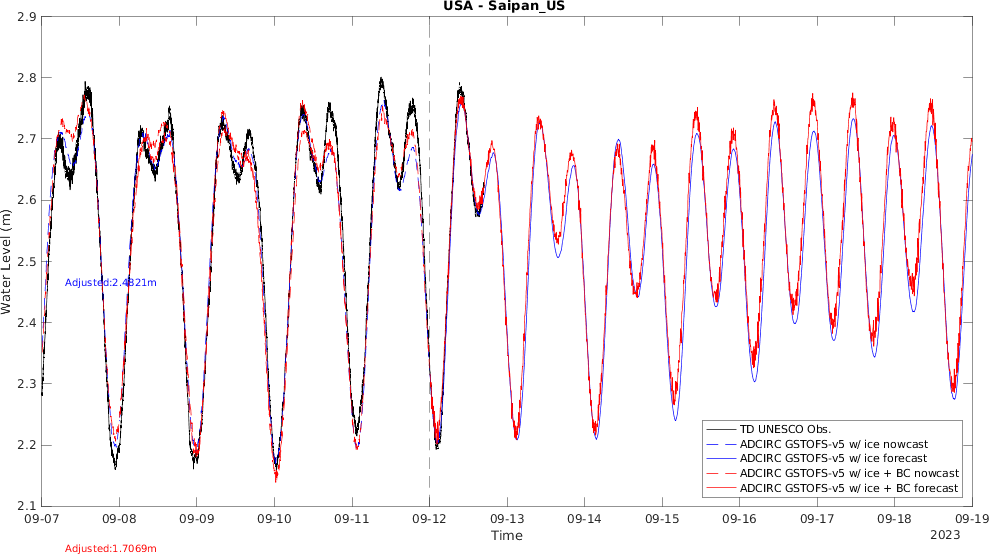 USA - Saipan_US
2.9
2.8
2.7
2.6
2.5
2.4
2.3
2.2
2.1
Water Level (m)
Adjusted:2.4321m
TD UNESCO Obs.
ADCIRC GSTOFS-v5 w/ ice nowcast
ADCIRC GSTOFS-v5 w/ ice forecast
ADCIRC GSTOFS-v5 w/ ice + BC nowcast
ADCIRC GSTOFS-v5 w/ ice + BC forecast
09-07 09-08 09-09 09-10 09-11 09-12 09-13 09-14 09-15 09-16 09-17 09-18 09-19
Time
2023
Adjusted:1.7069m